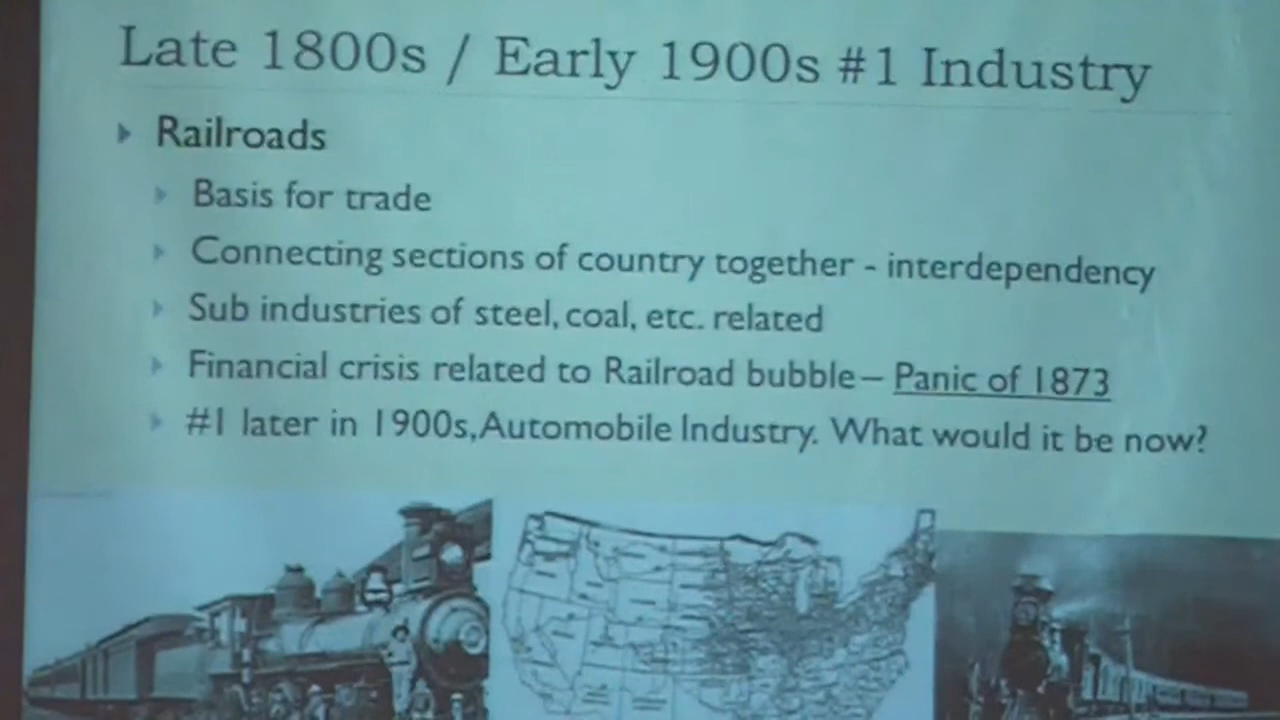 Late 1800s / Early 1900s #1 Industry
Railroads
Basis for trade
Connecting sections of country together - interdependency
Sub industries of steel, coal, etc. related
Financial crisis related to Railroad bubble – Panic of 1873
#1 later in 1900s, Automobile Industry. What would it be now?